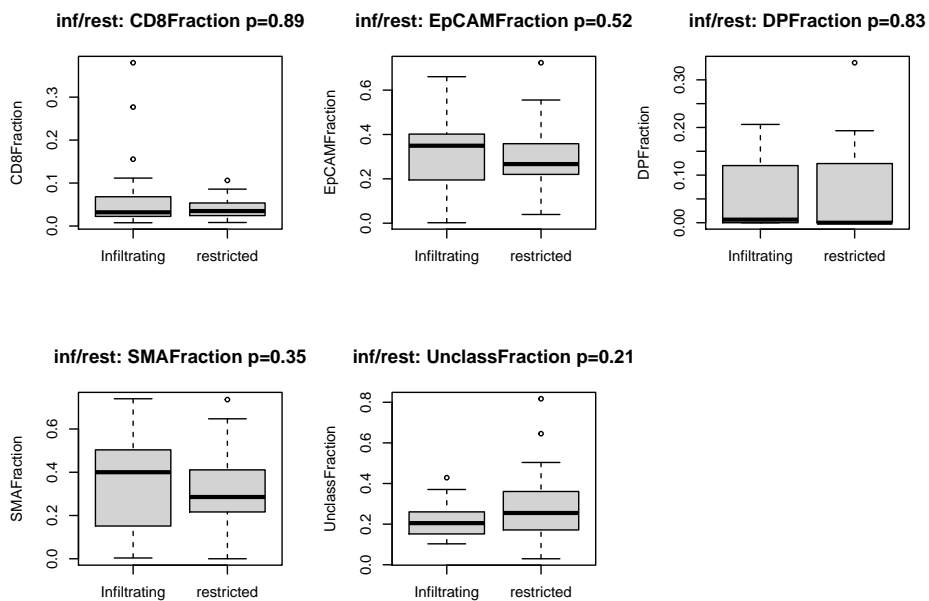 inf/rest: CD8Fraction p=0.89
CD8Fraction
0.0
0.1
0.2
0.3
Infiltrating
restricted
inf/rest: EpCAMFraction p=0.52
EpCAMFraction
0.0
0.2
0.4
0.6
Infiltrating
restricted
inf/rest: DPFraction p=0.83
DPFraction
0.00
0.10
0.20
0.30
Infiltrating
restricted
inf/rest: SMAFraction p=0.35
SMAFraction
0.0
0.2
0.4
0.6
Infiltrating
restricted
inf/rest: UnclassFraction p=0.21
UnclassFraction
0.0
0.2
0.4
0.6
0.8
Infiltrating
restricted